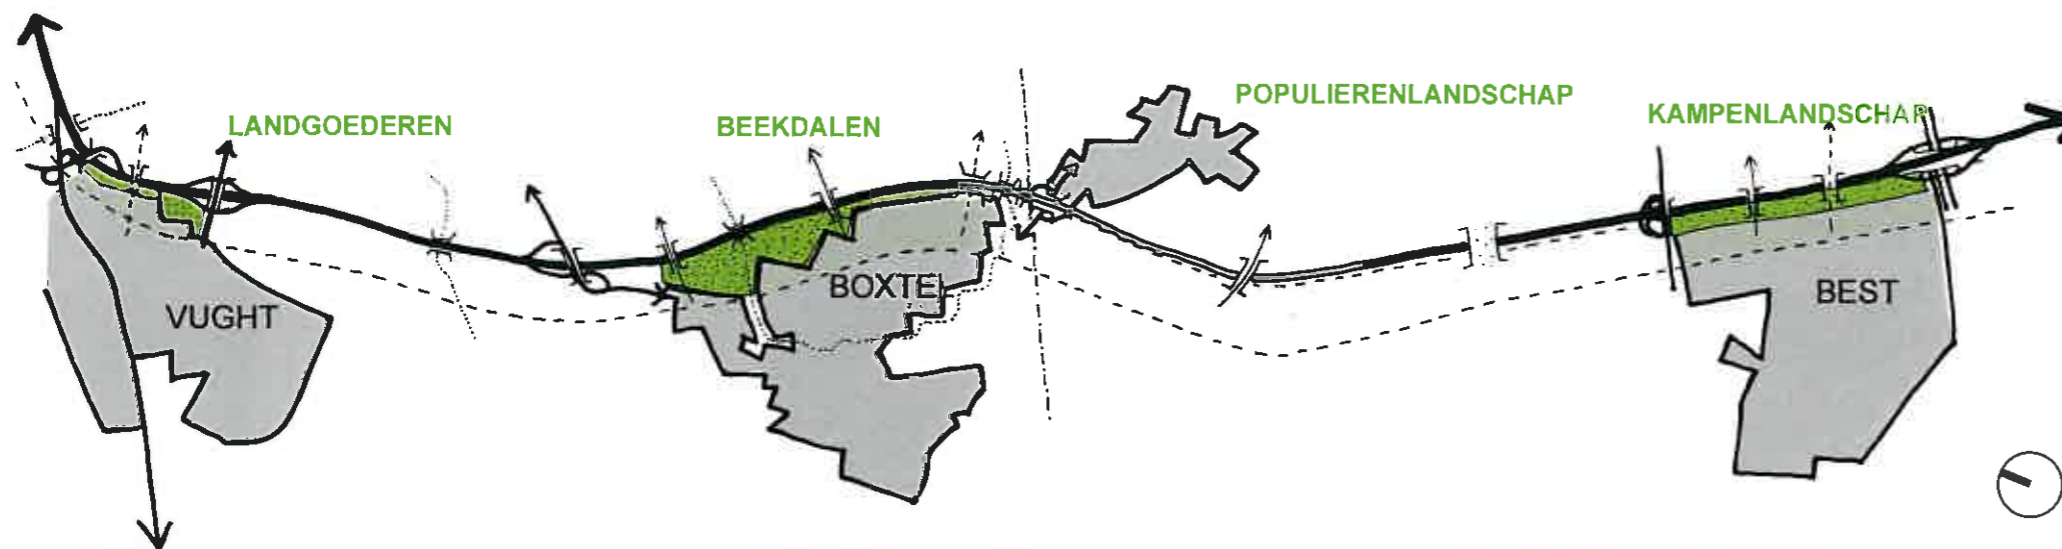 LANDGOEDEREN
BEEKDALEN
POPULIERENLANDSCHAP
KAMPENLANDSCHAP
VUGHT
BOXTEL
BEST